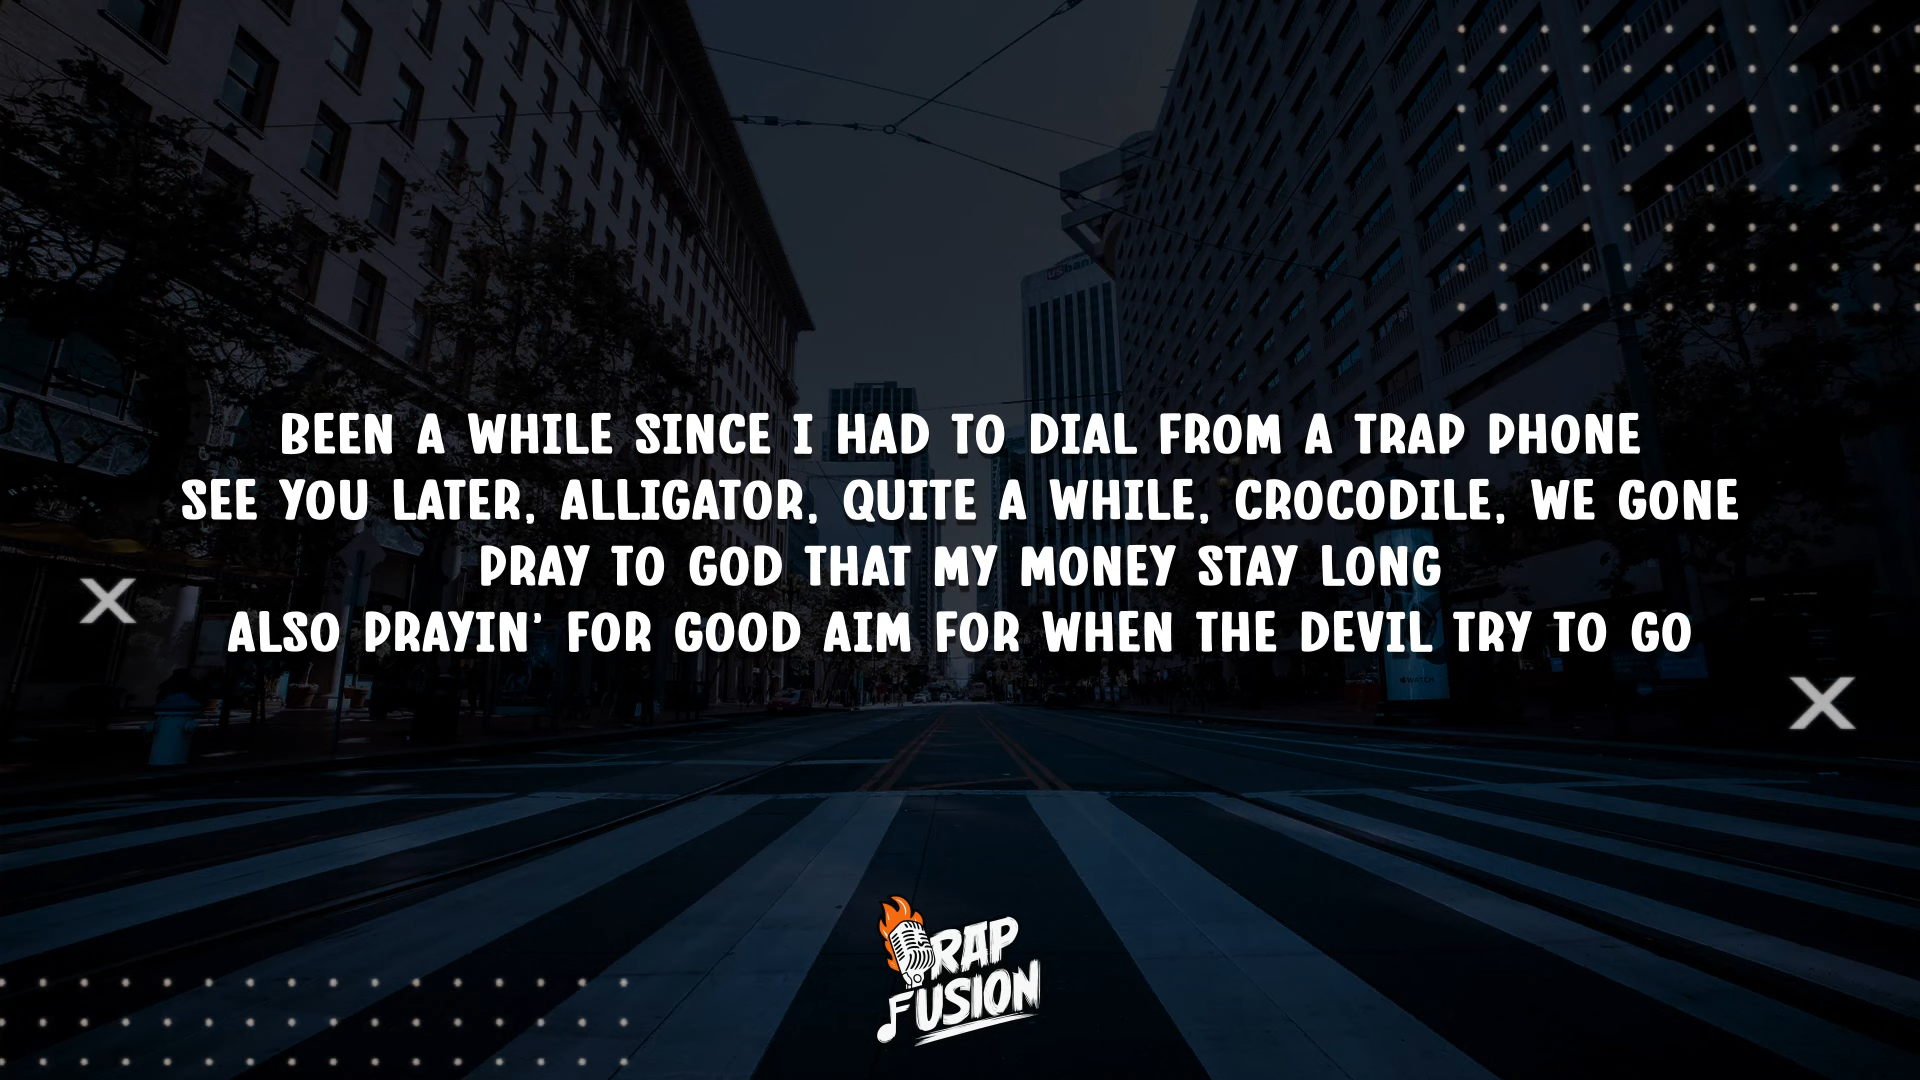 usbank
BEEN A WHILE SINCE I HAD TO DIAL FROM A TRAP PHONE
SEE YOU LATER, ALLIGATOR, QUITE A WHILE, CROCODILE, WE GONE
PRAY TO GOD THAT MY MONEY STAY LONG
ALSO PRAYIN' FOR GOOD AIM FOR WHEN THE DEVIL TRY TO GO
WATCH
RAP
FUSION